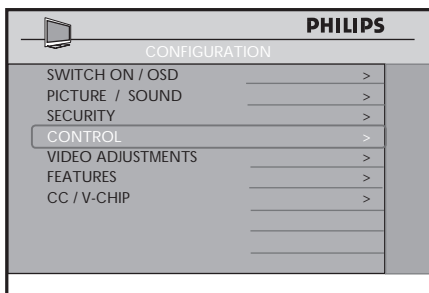 PHILIPS
CONFIGURATION
SWITCH ON / OSD >
PICTURE / SOUND >
SECURITY >
CONTROL >
VIDEO ADJUSTMENTS >
FEATURES >
CC / V-CHIP >